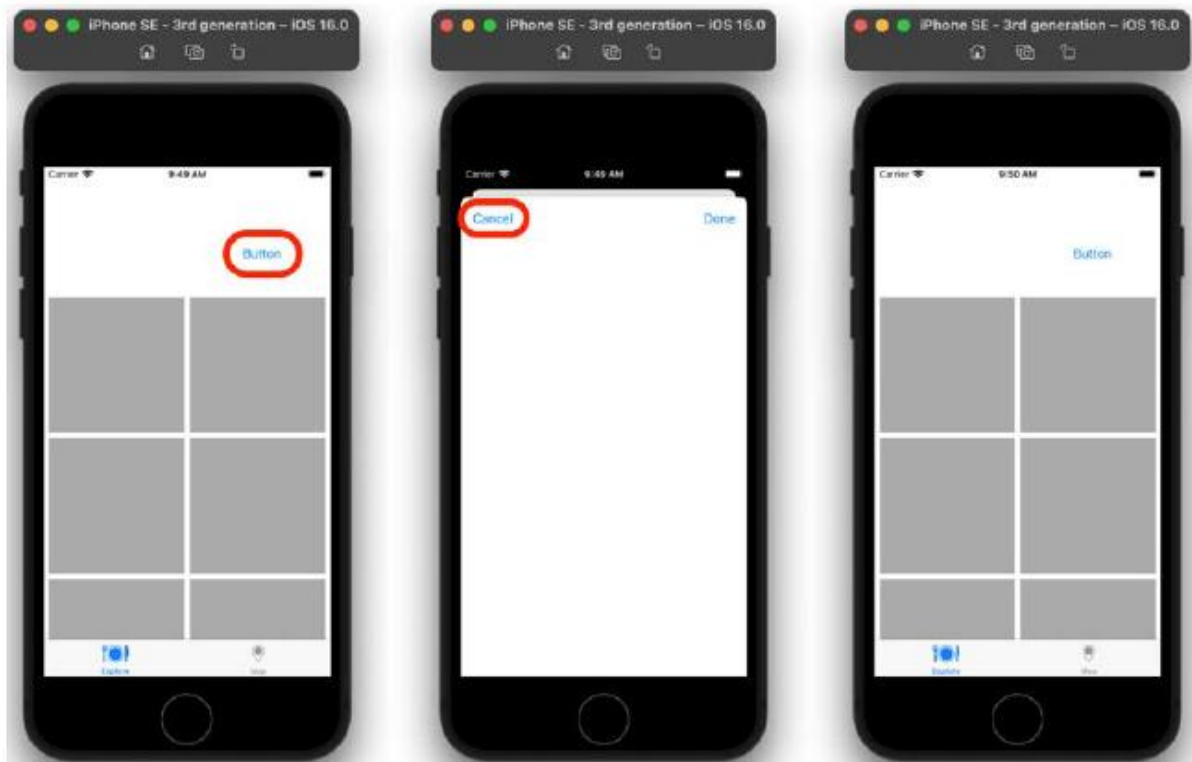 iPhone SE - 3rd generation – iOS 16.0
Carrier
9:49 AM
Button
Explore
Map
iPhone SE - 3rd generation – iOS 16.0
Carrier
9:49 AM
Cancel
Done
iPhone SE - 3rd generation – iOS 16.0
Carrier
9:50 AM
Button
Explore
Map